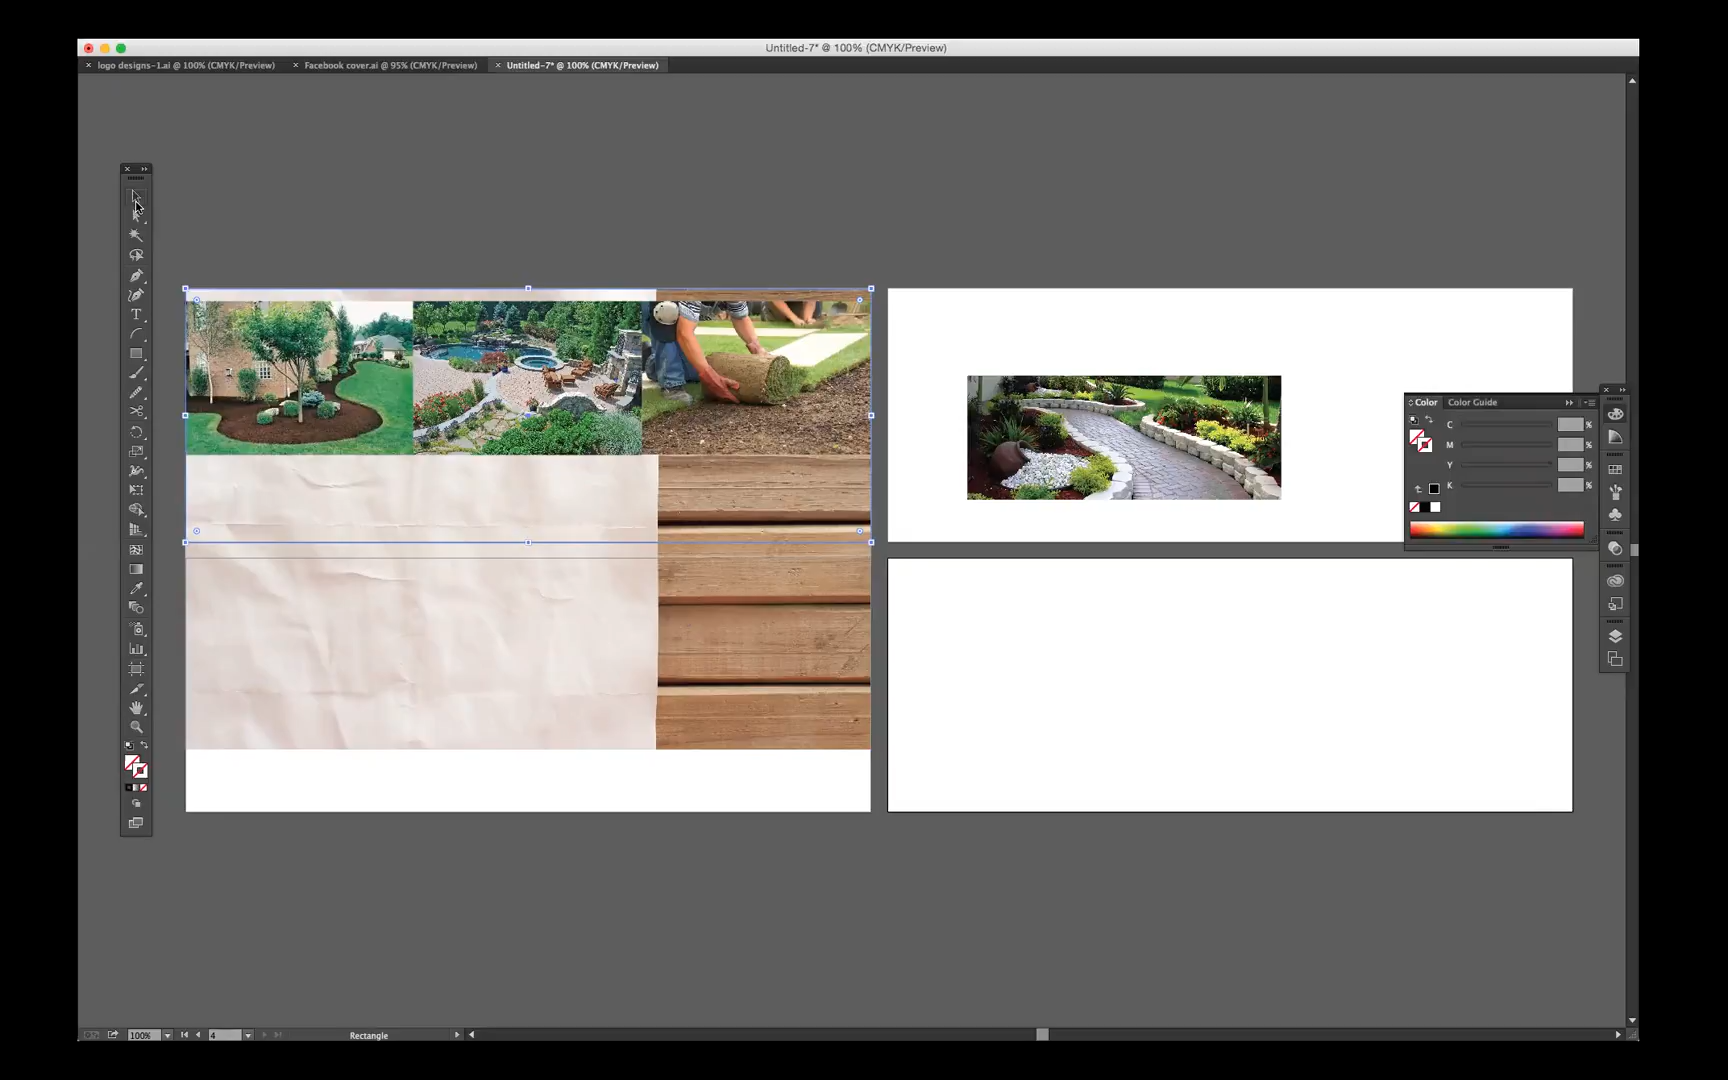 Untitled-7* @ 100% (CMYK/Preview)
logo designs-1.ai @ 100% (CMYK/Preview)
Facebook cover.ai @ 95% (CMYK/Preview)
Untitled-7* @ 100% (CMYK/Preview)
Color
Color Guide
C %
M %
Y %
K %
100%
4
Rectangle